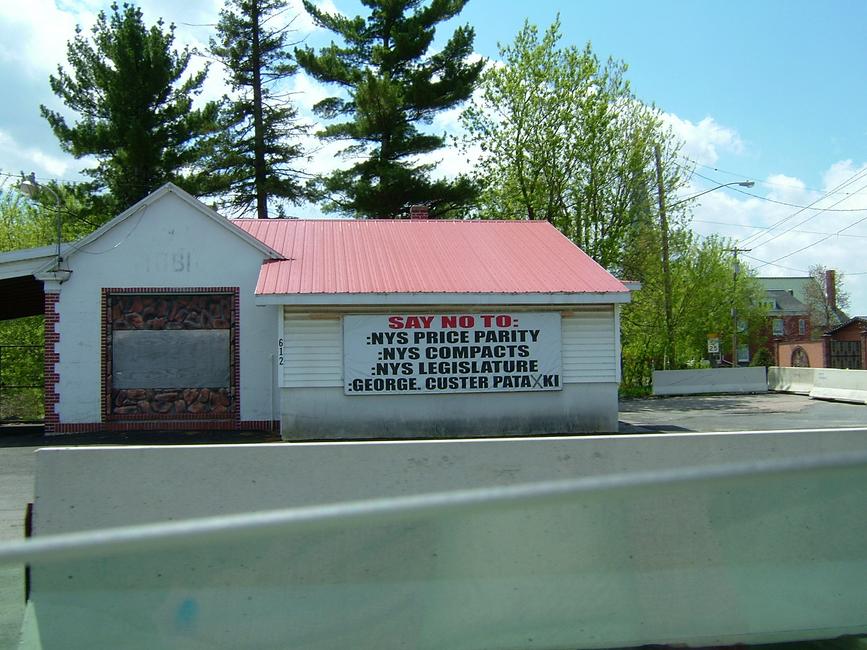 SAY NO TO:
:NYS PRICE PARITY
:NYS COMPACTS
:NYS LEGISLATURE
:GEORGE. CUSTER PATAXKI
612